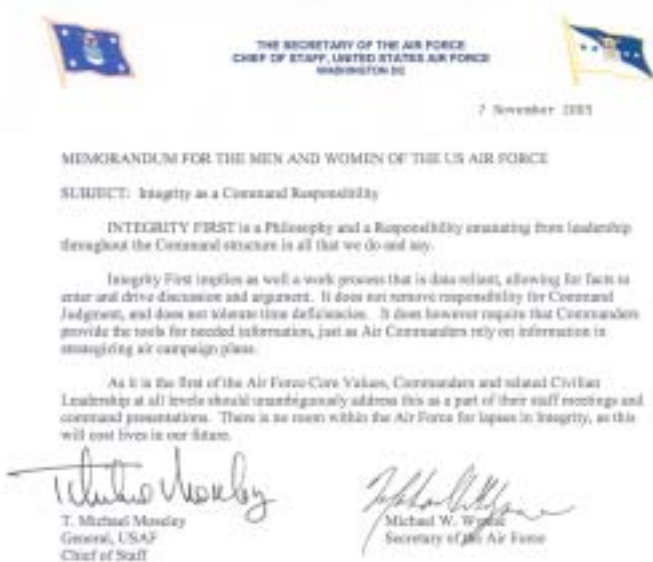 THE SECRETARY OF THE AIR FORCE
CHIEF OF STAFF, UNITED STATES AIR FORCE
WASHINGTON DC
7 November 2005
MEMORANDUM FOR THE MEN AND WOMEN OF THE US AIR FORCE
SUBJECT: Integrity as a Command Responsibility
INTEGRITY FIRST is a Philosophy and a Responsibility emanating from leadership
throughout the Command structure in all that we do and say.
Integrity First implies as well a work process that is data reliant, allowing for facts to
enter and drive discussion and argument. It does not remove responsibility for Command
Judgment, and does not tolerate time deficiencies. It does however require that Commanders
provide the tools for needed information, just as Air Commanders rely on information in
strategizing air campaign plans.
As it is the first of the Air Force Core Values, Commanders and related Civilian
Leadership at all levels should unambiguously address this as a part of their staff meetings and
command presentations. There is no room within the Air Force for lapses in Integrity, as this
will cost lives in our future.
T. Michael Moseley
General, USAF
Chief of Staff
Michael W. Wynne
Secretary of the Air Force